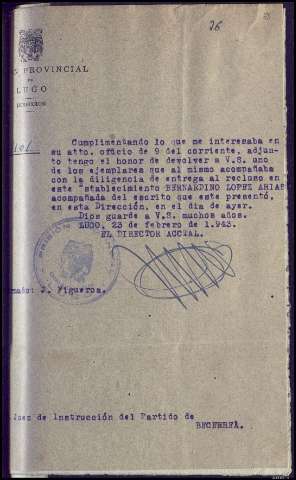 26
N PROVINCIAL
DE
LUGO
DIRECCION
101
Cumplimentando lo que me interesaba en
su atto. oficio de 9 del corriente, adjun-
to tengo el honor de devolver a V.S. uno
de los ejemplares que al mismo acompañaba
con la diligencia de entrega al recluso en
este establecimiento BERNARDINO LOPEZ ARIAS
acompañada del escrito que este presentó,
en esta Dirección, en el día de ayer.
Dios guarde a V.S. muchos años.
LUGO, 23 de febrero de 1.943.
EL DIRECTOR ACCTAL.
mado: J. Figueroa.
Juez de Instrucción del Partido de
BECERREÁ.